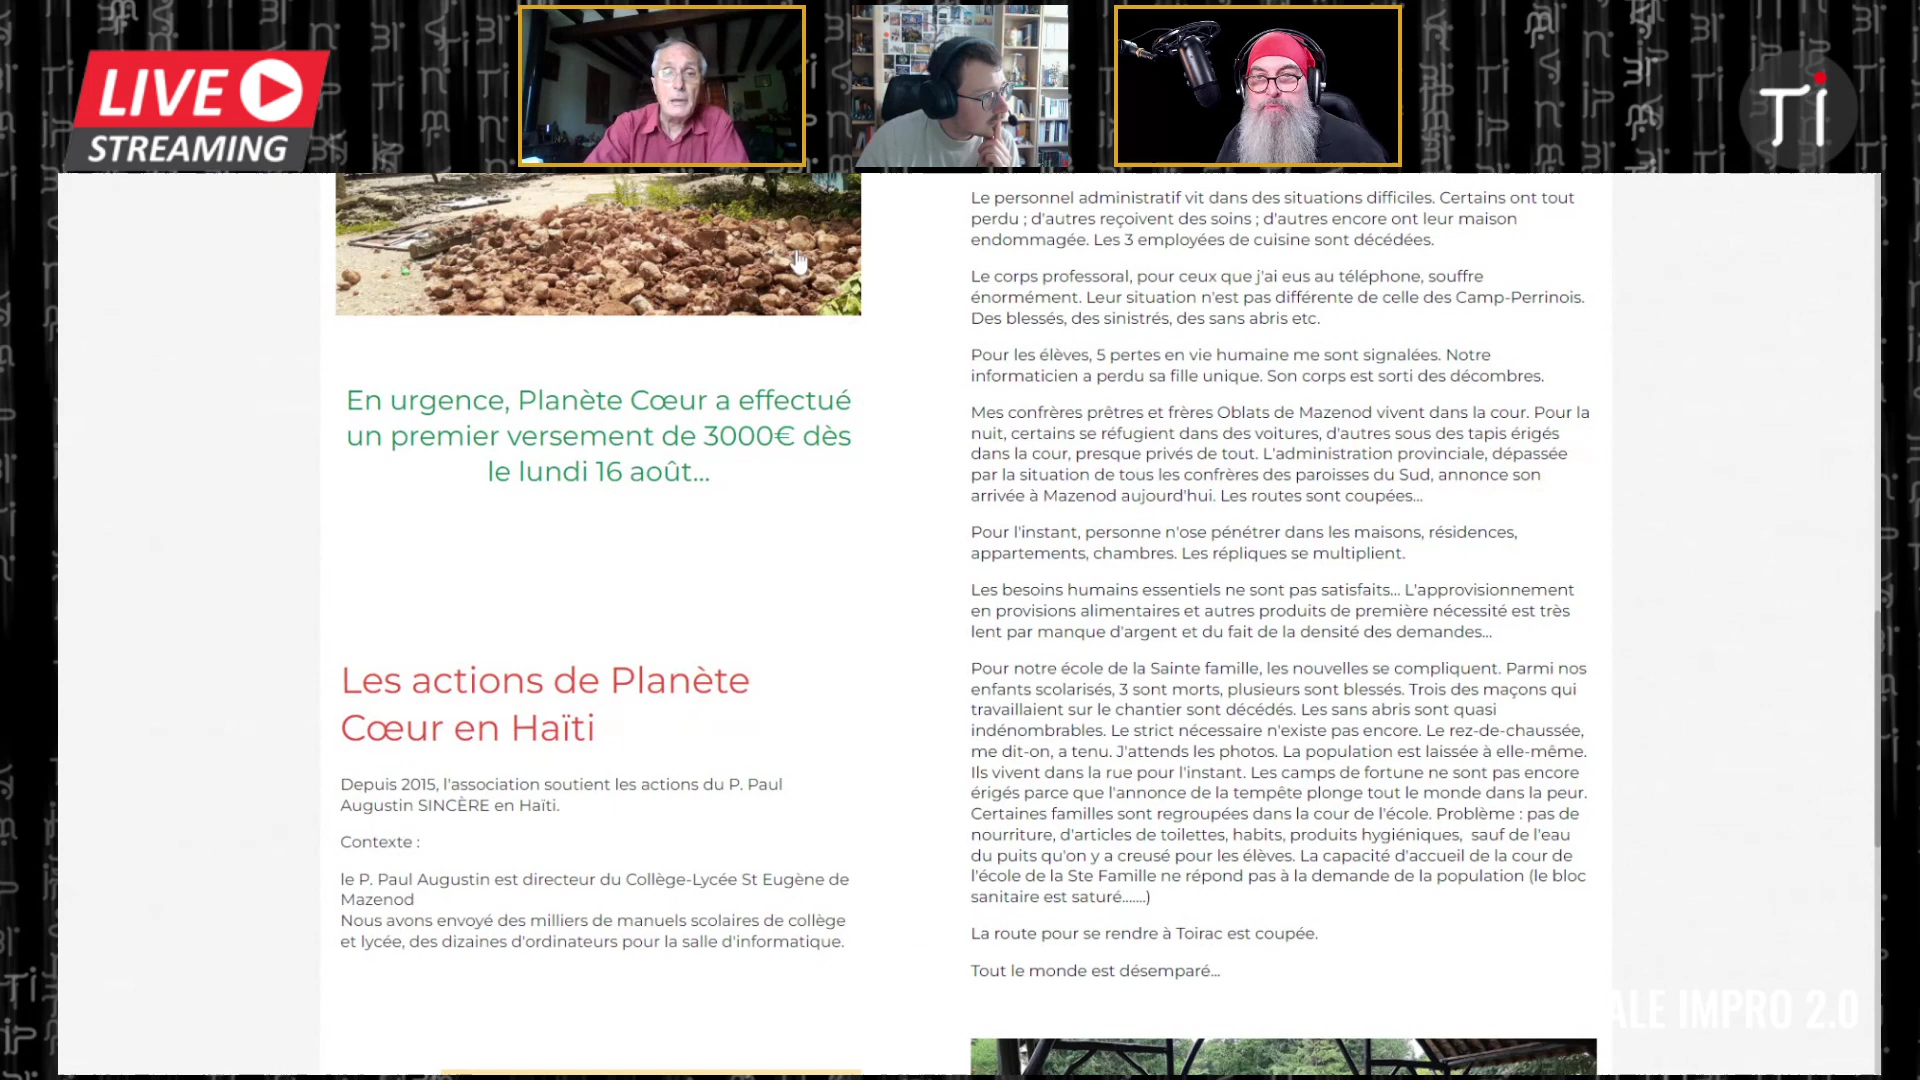 LIVE
STREAMING
Ti
En urgence, Planète Cœur a effectué
un premier versement de 3000€ dès
le lundi 16 août...
Les actions de Planète
Cœur en Haïti
Depuis 2015, l'association soutient les actions du P. Paul
Augustin SINCÈRE en Haïti.
Contexte :
le P. Paul Augustin est directeur du Collège-Lycée St Eugène de
Mazenod
Nous avons envoyé des milliers de manuels scolaires de collège
et lycée, des dizaines d'ordinateurs pour la salle d'informatique.
Le personnel administratif vit dans des situations difficiles. Certains ont tout
perdu ; d'autres reçoivent des soins ; d'autres encore ont leur maison
endommagée. Les 3 employées de cuisine sont décédées.
Le corps professoral, pour ceux que j'ai eus au téléphone, souffre
énormément. Leur situation n'est pas différente de celle des Camp-Perrinois.
Des blessés, des sinistrés, des sans abris etc.
Pour les élèves, 5 pertes en vie humaine me sont signalées. Notre
informaticien a perdu sa fille unique. Son corps est sorti des décombres.
Mes confrères prêtres et frères Oblats de Mazenod vivent dans la cour. Pour la
nuit, certains se réfugient dans des voitures, d'autres sous des tapis érigés
dans la cour, presque privés de tout. L'administration provinciale, dépassée
par la situation de tous les confrères des paroisses du Sud, annonce son
arrivée à Mazenod aujourd'hui. Les routes sont coupées...
Pour l'instant, personne n'ose pénétrer dans les maisons, résidences,
appartements, chambres. Les répliques se multiplient.
Les besoins humains essentiels ne sont pas satisfaits... L'approvisionnement
en provisions alimentaires et autres produits de première nécessité est très
lent par manque d'argent et du fait de la densité des demandes...
Pour notre école de la Sainte famille, les nouvelles se compliquent. Parmi nos
enfants scolarisés, 3 sont morts, plusieurs sont blessés. Trois des maçons qui
travaillaient sur le chantier sont décédés. Les sans abris sont quasi
indénombrables. Le strict nécessaire n'existe pas encore. Le rez-de-chaussée,
me dit-on, a tenu. J'attends les photos. La population est laissée à elle-même.
Ils vivent dans la rue pour l'instant. Les camps de fortune ne sont pas encore
érigés parce que l'annonce de la tempête plonge tout le monde dans la peur.
Certaines familles sont regroupées dans la cour de l'école. Problème : pas de
nourriture, d'articles de toilettes, habits, produits hygiéniques, sauf de l'eau
du puits qu'on y a creusé pour les élèves. La capacité d'accueil de la cour de
l'école de la Ste Famille ne répond pas à la demande de la population (le bloc
sanitaire est saturé.......)
La route pour se rendre à Toirac est coupée.
Tout le monde est désemparé...
ALE IMPRO 2.0